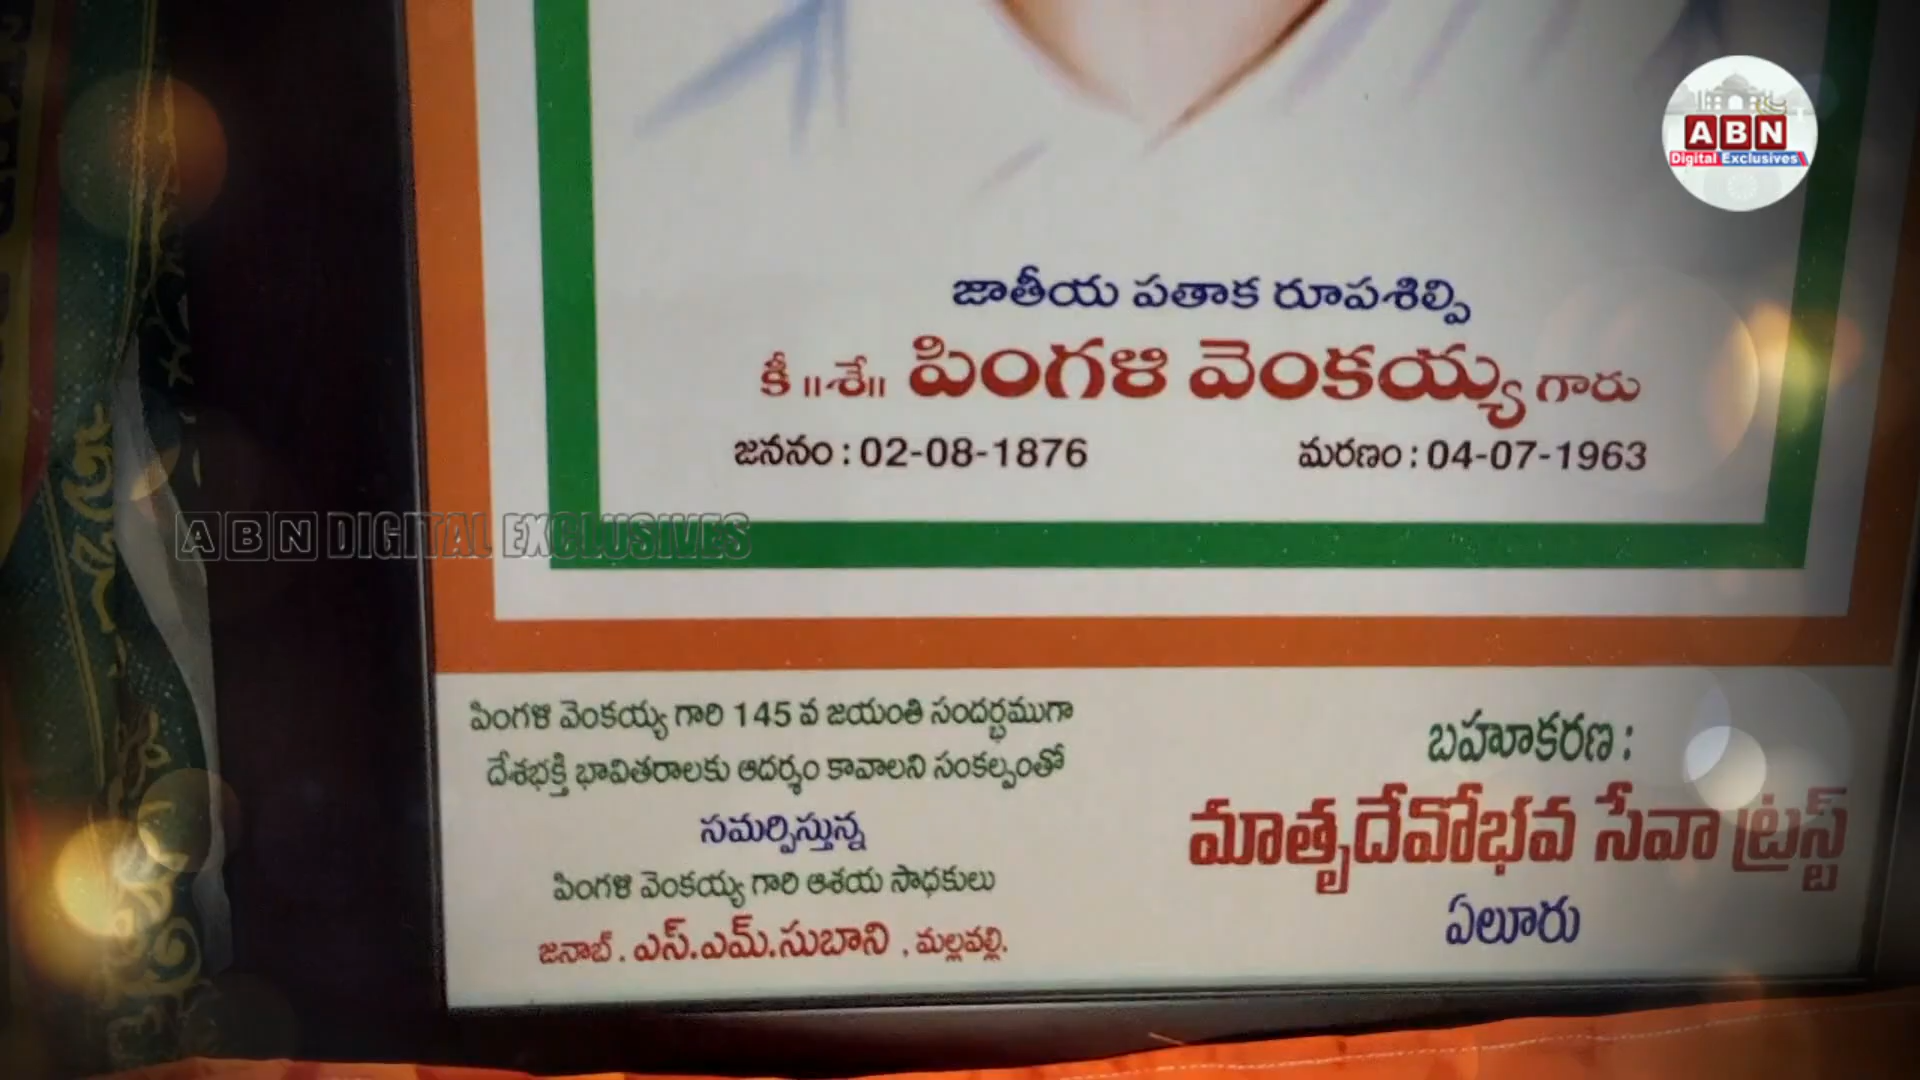 ABN
Digital Exclusives
జాతీయ పతాక రూపశిల్పి
కీ॥శే॥ పింగళి వెంకయ్య గారు
జననం : 02-08-1876 మరణం : 04-07-1963
ABN DIGITAL EXCLUSIVES
పింగళి వెంకయ్య గారి 145 వ జయంతి సందర్భముగా
దేశభక్తి భావితరాలకు ఆదర్శం కావాలని సంకల్పంతో
సమర్పిస్తున్న
పింగళి వెంకయ్య గారి ఆశయ సాధకులు
జనాబ్. ఎస్.ఎమ్.సుబాని , మల్లవల్లి.
బహూకరణ :
మాతృదేవోభవ సేవా ట్రస్ట్
ఏలూరు